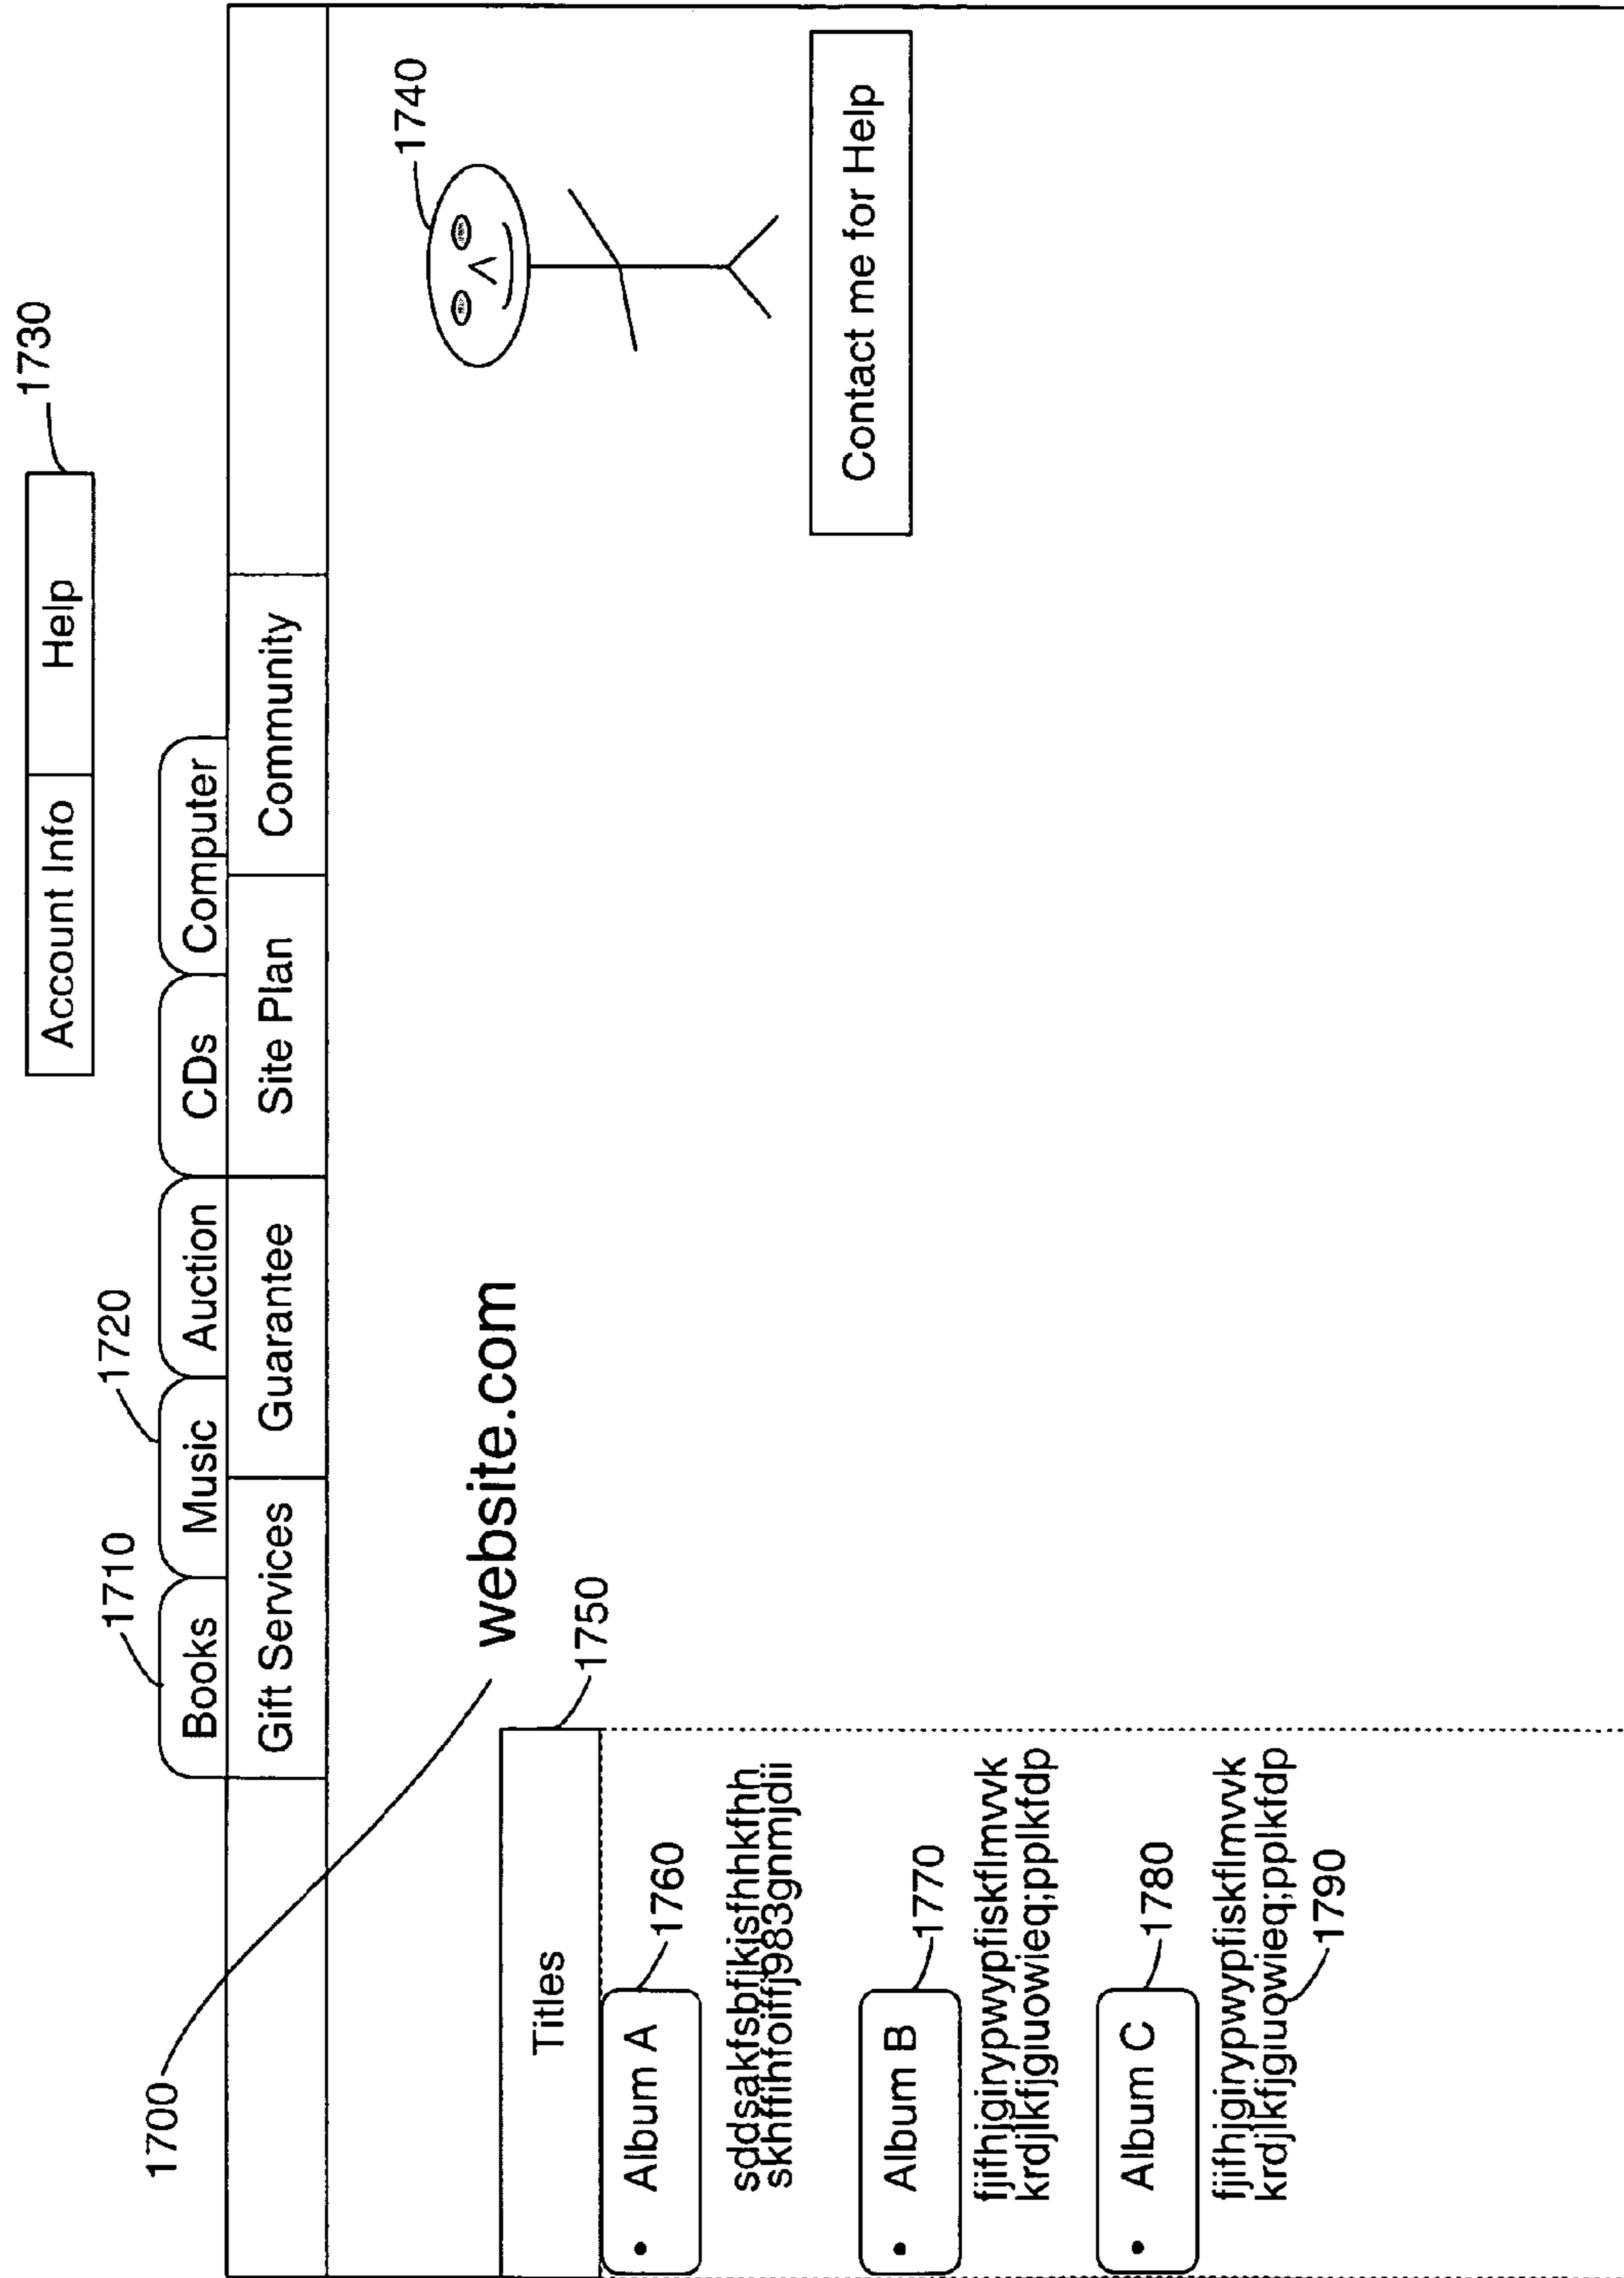 1730
Account Info Help
1710
1720
Books Music Auction CDs Computer
Gift Services Guarantee Site Plan Community
1700
website.com
1740
1750
Titles
• Album A
1760
• Album B
1770
fjifhjgirypwypfiskflmvvk
krdjlkfjgiuowieq;pplkfdp
• Album C
1780
fjifhjgirypwypfiskflmvvk
krdjlkfjgiuowieq;pplkfdp
1790
Contact me for Help